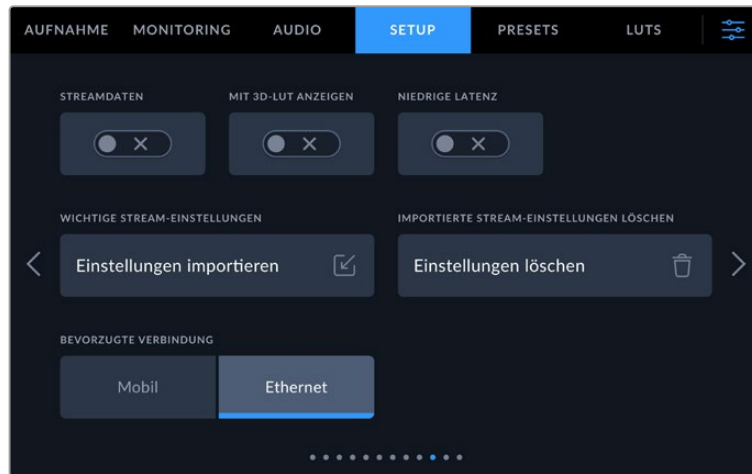 AUFNAHME MONITORING AUDIO SETUP PRESETS LUTS
STREAMDATEN MIT 3D-LUT ANZEIGEN NIEDRIGE LATENZ
WICHTIGE STREAM-EINSTELLUNGEN IMPORTIERTE STREAM-EINSTELLUNGEN LÖSCHEN
Einstellungen importieren Einstellungen löschen
BEVORZUGTE VERBINDUNG
Mobil Ethernet